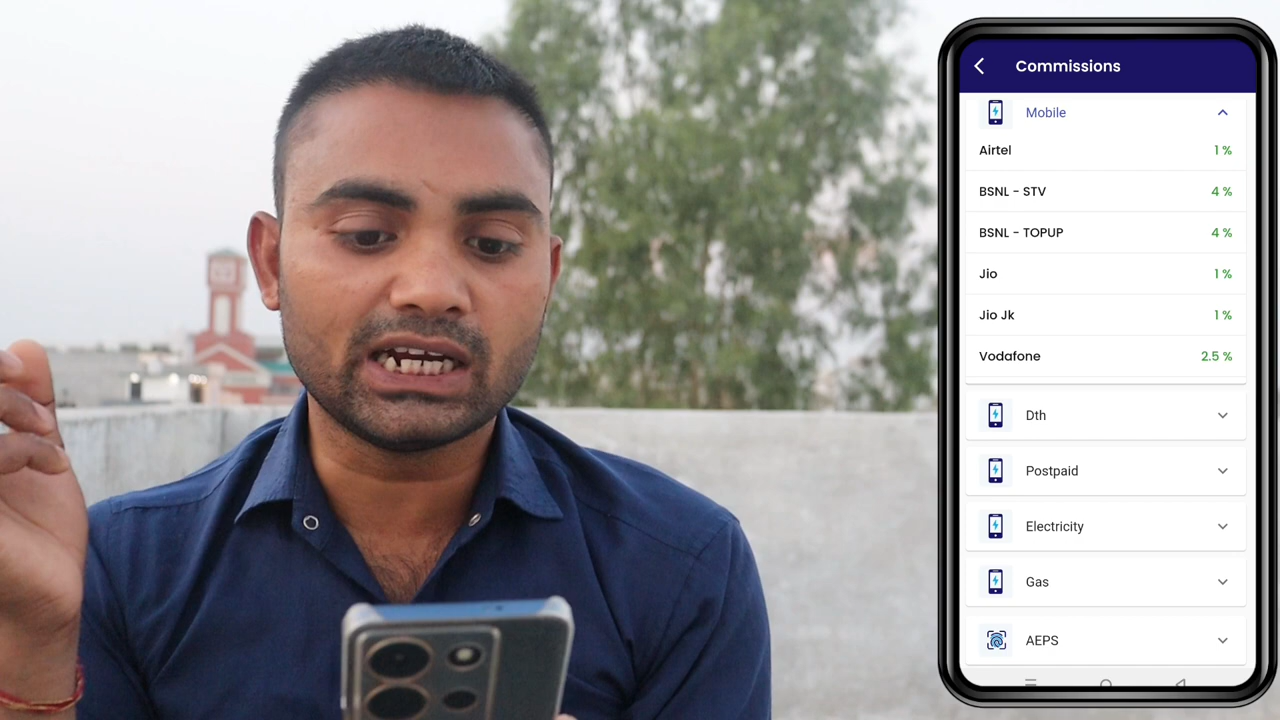 Commissions
Mobile
Airtel 1 %
BSNL - STV 4 %
BSNL - TOPUP 4 %
Jio 1 %
Jio Jk 1 %
Vodafone 2.5 %
Dth
Postpaid
Electricity
Gas
AEPS